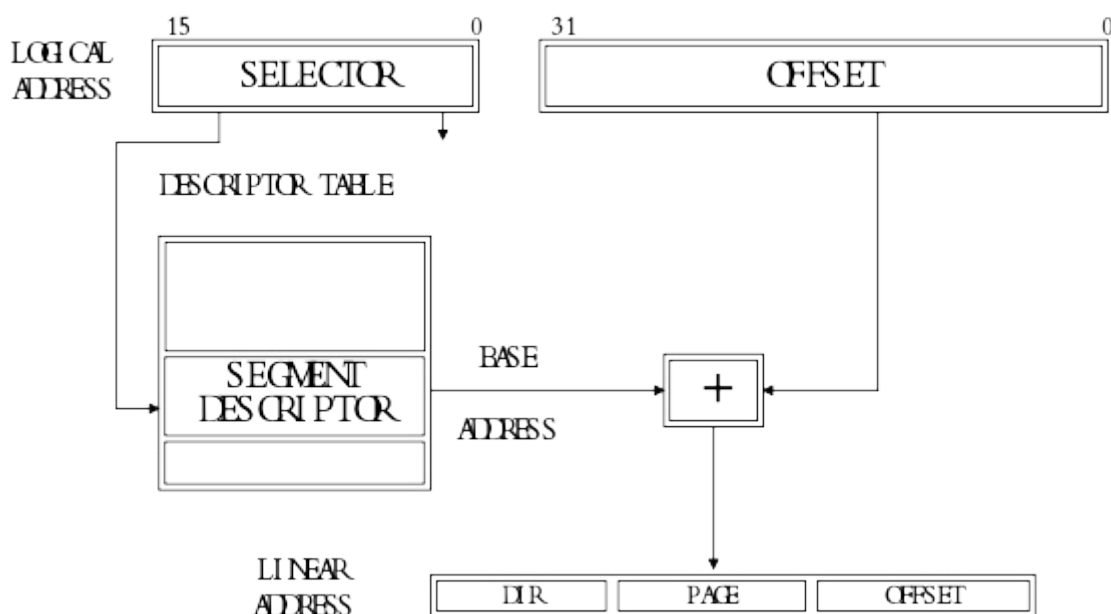 15 0 31 0
LOGICAL
ADDRESS
SELECTOR
OFFSET
DESCRIPTOR TABLE
SEGMENT
DESCRIPTOR
BASE
ADDRESS
+
LINEAR
ADDRESS
DIR PAGE OFFSET